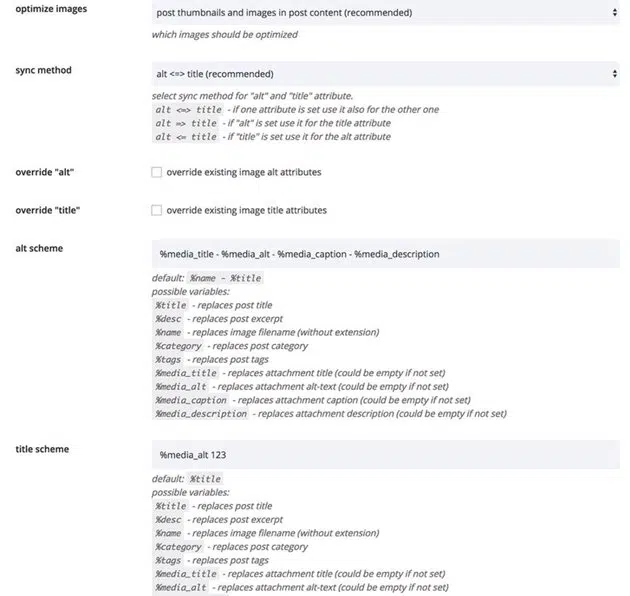 optimize images
post thumbnails and images in post content (recommended)
which images should be optimized
sync method
alt <=> title (recommended)
select sync method for "alt" and "title" attribute.
alt <=> title - if one attribute is set use it also for the other one
alt => title - if "alt" is set use it for the title attribute
alt <= title - if "title" is set use it for the alt attribute
override "alt"
override existing image alt attributes
override "title"
override existing image title attributes
alt scheme
%media_title - %media_alt - %media_caption - %media_description
default: %name - %title
possible variables:
%title - replaces post title
%desc - replaces post excerpt
%name - replaces image filename (without extension)
%category - replaces post category
%tags - replaces post tags
%media_title - replaces attachment title (could be empty if not set)
%media_alt - replaces attachment alt-text (could be empty if not set)
%media_caption - replaces attachment caption (could be empty if not set)
%media_description - replaces attachment description (could be empty if not set)
title scheme
%media_alt 123
default: %title
possible variables:
%title - replaces post title
%desc - replaces post excerpt
%name - replaces image filename (without extension)
%category - replaces post category
%tags - replaces post tags
%media_title - replaces attachment title (could be empty if not set)
%media_alt - replaces attachment alt-text (could be empty if not set)